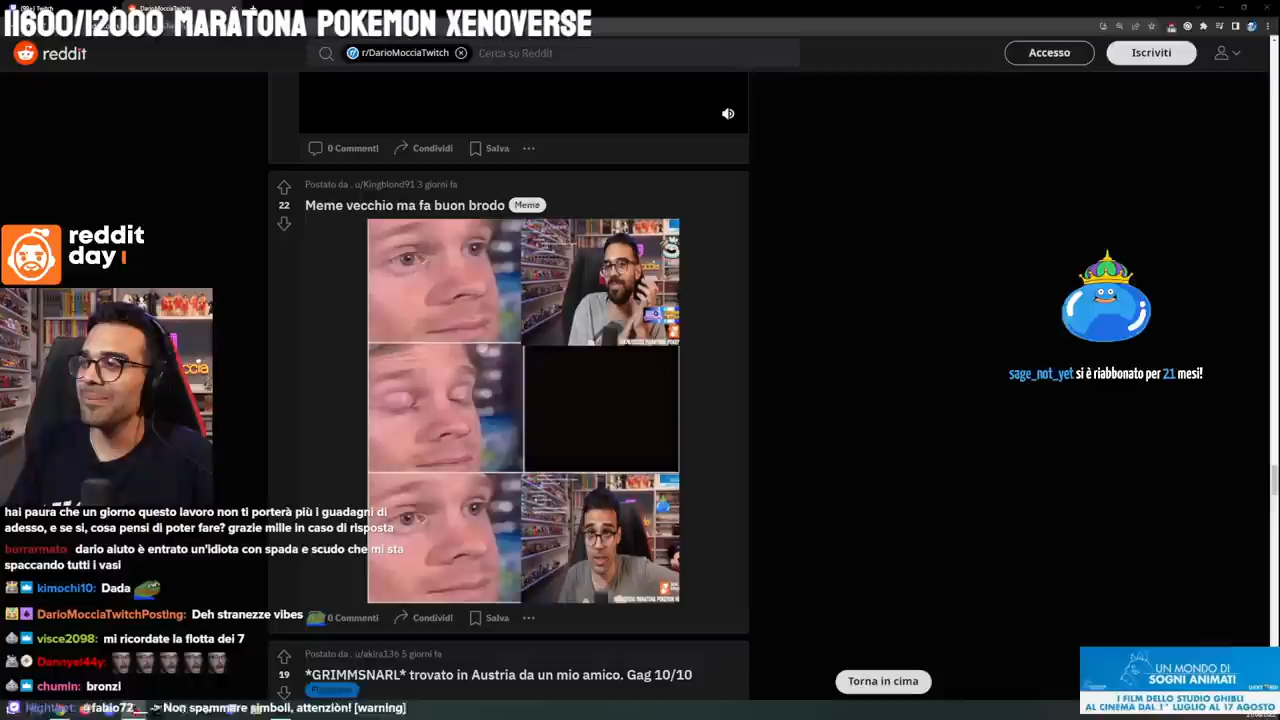 11600/12000 MARATONA POKEMON XENOVERSE
DarioMocciaTwitch
reddit
r/DarioMocciaTwitch
Cerca su Reddit
Accesso
Iscriviti
0 Commenti
Condividi
Salva
Postato da . u/Kingblond91 3 giorni fa
22
Meme vecchio ma fa buon brodo
Meme
reddit
day
sage_not_yet si è riabbonato per 21 mesi!
hai paura che un giorno questo lavoro non ti porterà più i guadagni di
adesso, e se si, cosa pensi di poter fare? grazie mille in caso di risposta
burrarmato dario aiuto è entrato un'idiota con spada e scudo che mi sta
spaccando tutti i vasi
kimochi10: Dada
DarioMocciaTwitchPosting: Deh stranezze vibes
0 Commenti
Condividi
Salva
visce2098: mi ricordate la flotta dei 7
Dannyel44y:
chumin: bronzi
Nightbot: @fabio72__ -> Non spammare simboli, attenziòn! [warning]
Postato da . u/akira136 5 giorni fa
19
*GRIMMSNARL* trovato in Austria da un mio amico. Gag 10/10
Torna in cima
UN MONDO DI
SOGNI ANIMATI
LUCKY RED
I FILM DELLO STUDIO GHIBLI
AL CINEMA DAL 1° LUGLIO AL 17 AGOSTO